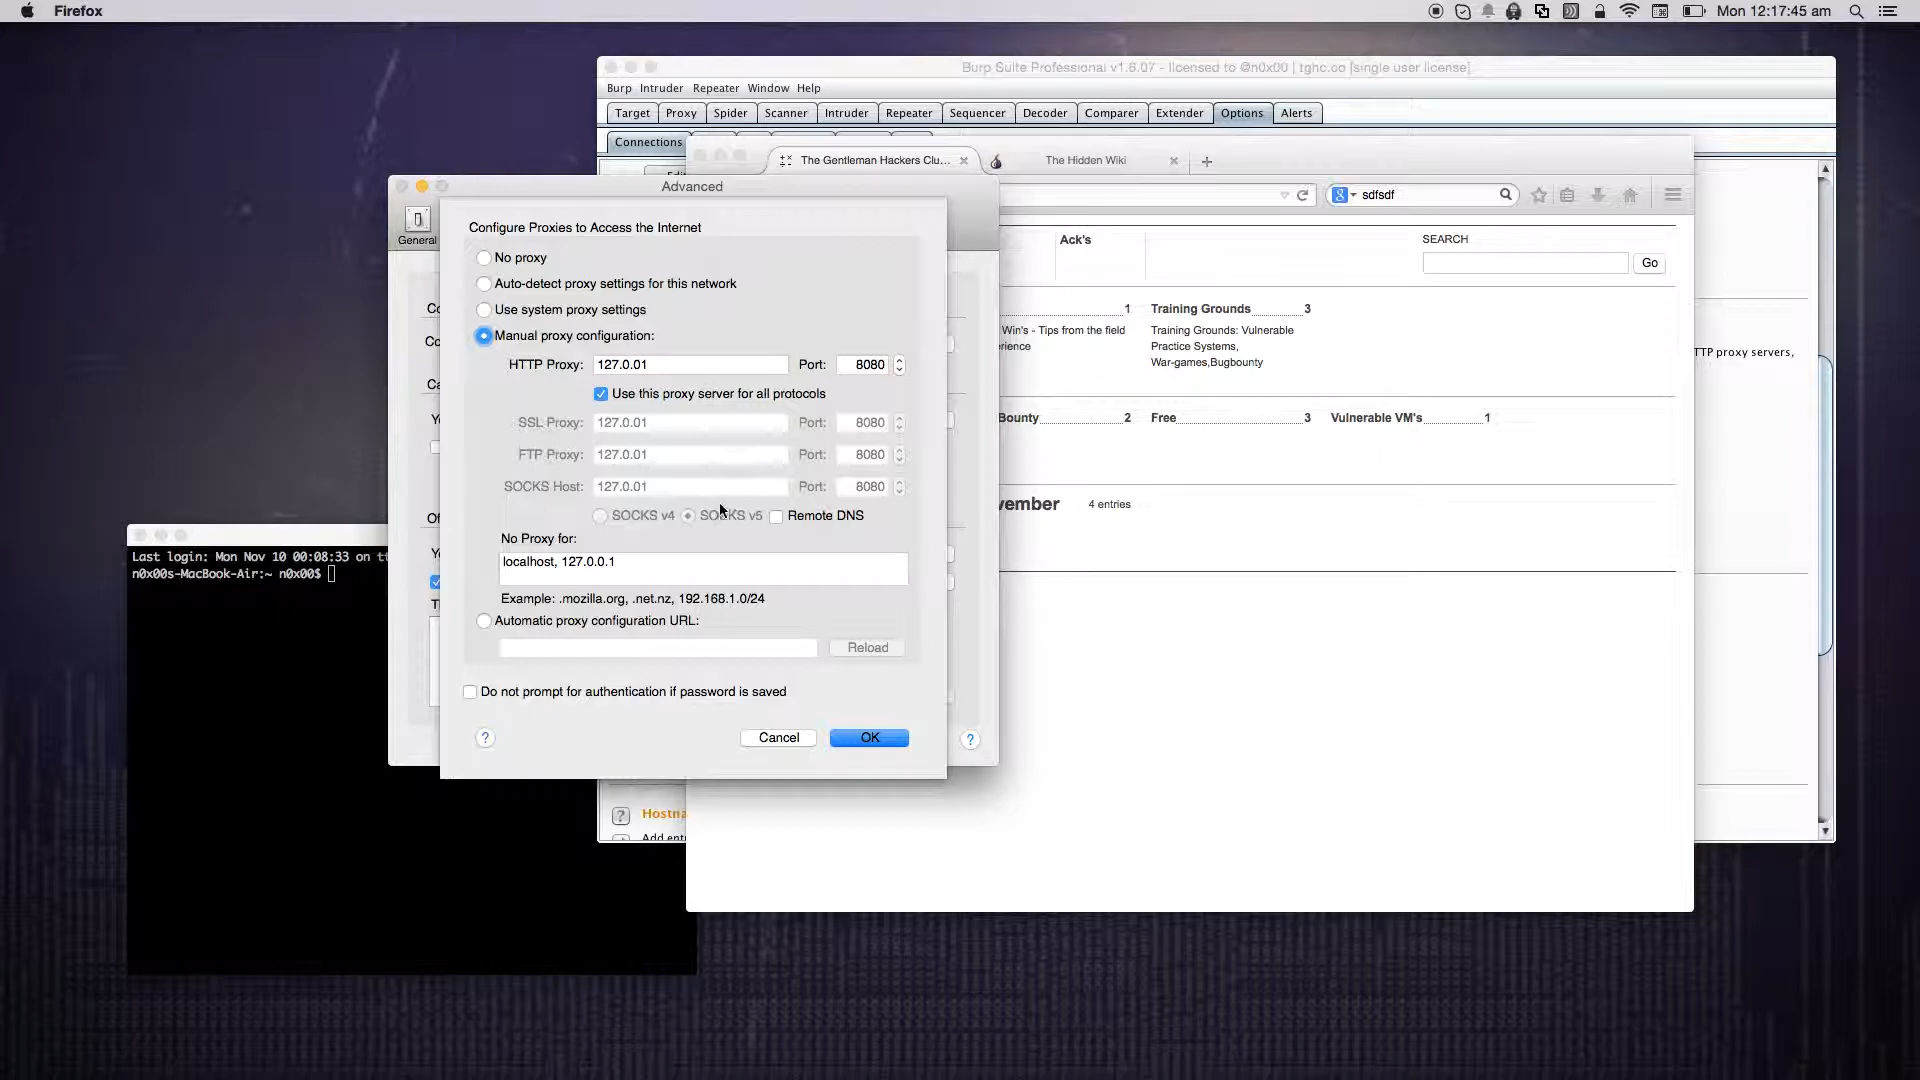 Firefox
Mon 12:17:45 am
Burp Suite Professional v1.6.07 - licensed to @n0x00 | tghc.co [single user license]
Burp Intruder Repeater Window Help
Target Proxy Spider Scanner Intruder Repeater Sequencer Decoder Comparer Extender Options Alerts
Connections
The Gentleman Hackers Clu...
The Hidden Wiki
Advanced
sdfsdf
General
Configure Proxies to Access the Internet
No proxy
Auto-detect proxy settings for this network
Use system proxy settings
Manual proxy configuration:
HTTP Proxy: 127.0.01 Port: 8080
Use this proxy server for all protocols
SSL Proxy: 127.0.01 Port: 8080
FTP Proxy: 127.0.01 Port: 8080
SOCKS Host: 127.0.01 Port: 8080
SOCKS v4 SOCKS v5 Remote DNS
No Proxy for:
localhost, 127.0.0.1
Example: .mozilla.org, .net.nz, 192.168.1.0/24
Automatic proxy configuration URL:
Reload
Do not prompt for authentication if password is saved
? Cancel OK ?
Ack's
SEARCH
Go
1 Training Grounds 3
Win's - Tips from the field
rience
Training Grounds: Vulnerable
Practice Systems,
War-games,Bugbounty
TTP proxy servers,
Bounty 2 Free 3 Vulnerable VM's 1
vember 4 entries
Last login: Mon Nov 10 00:08:33 on tt
n0x00s-MacBook-Air:~ n0x00$
? Hostna
Add ent